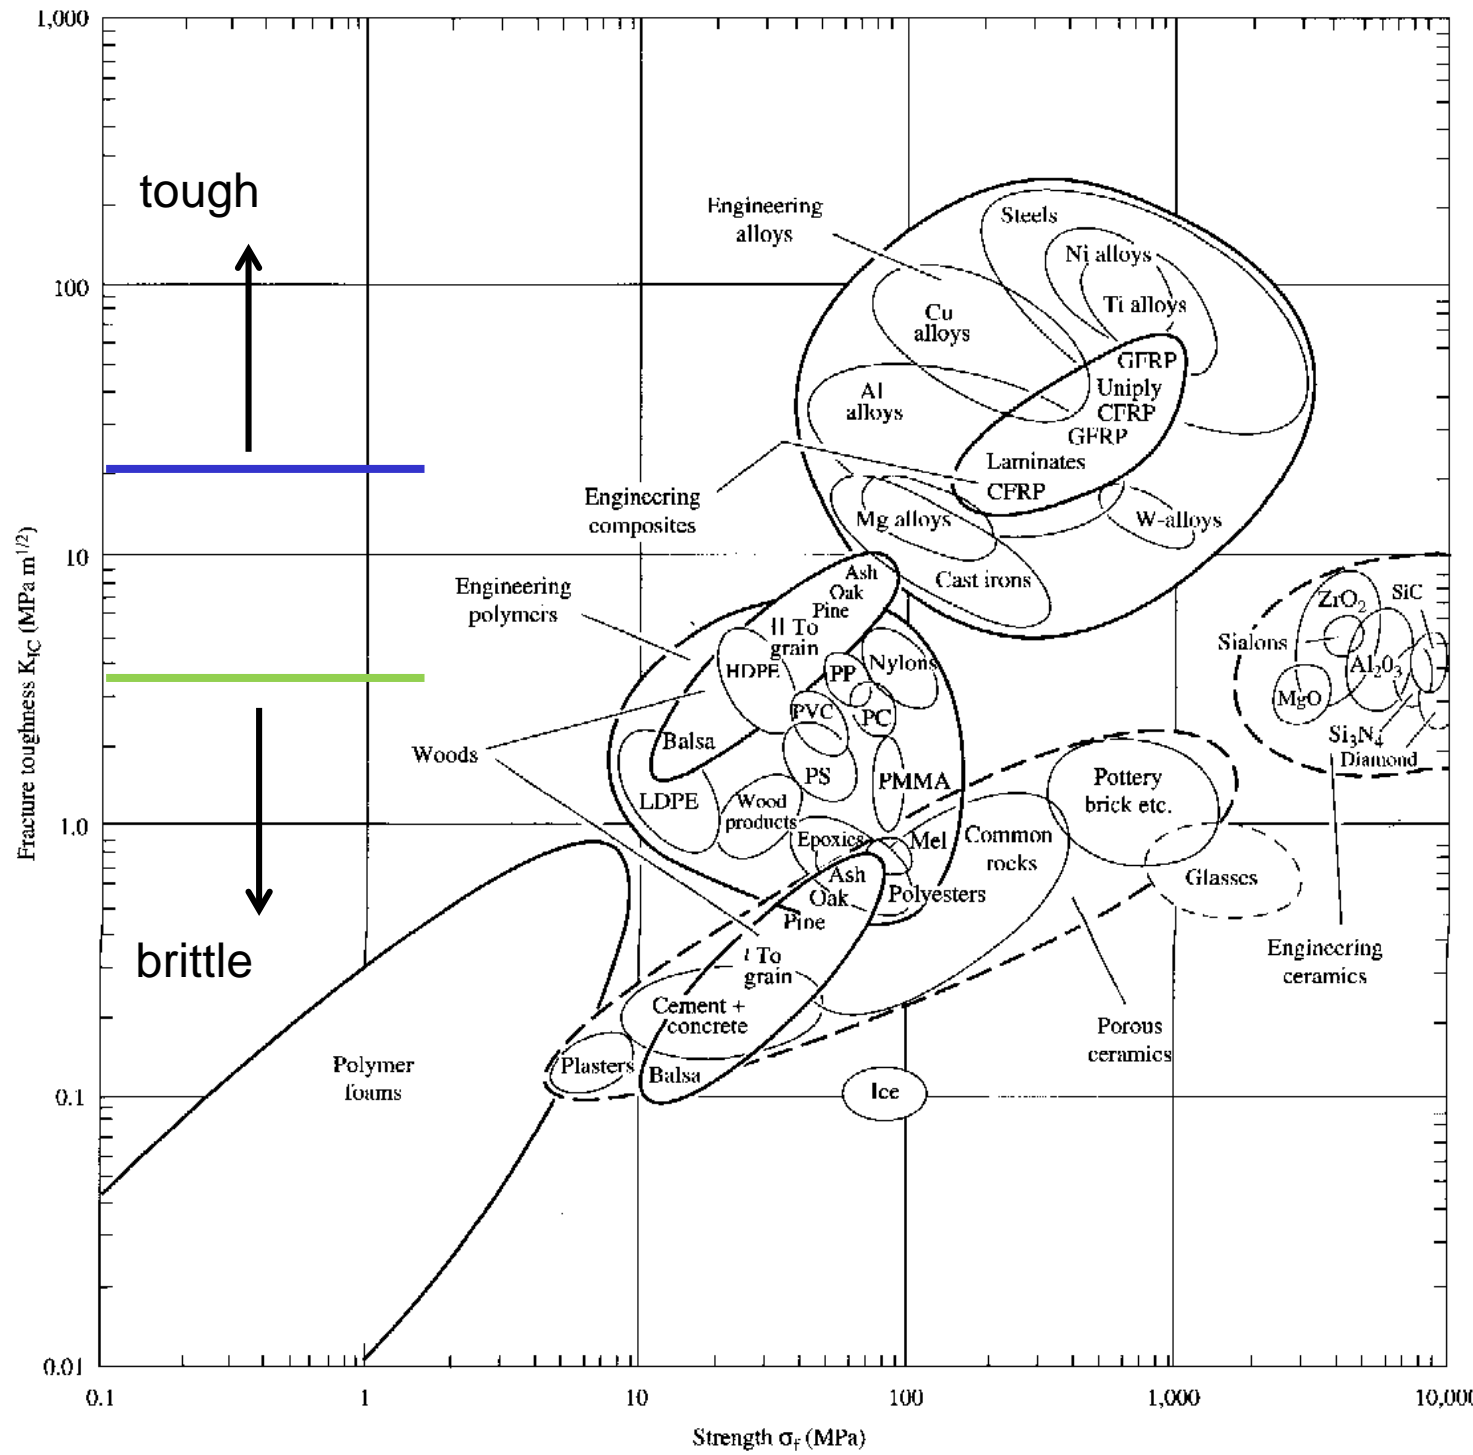 1,000
100
10
1.0
0.1
0.01
Fracture toughness K_IC (MPa m^1/2)
tough
brittle
Engineering
alloys
Steels
Ni alloys
Ti alloys
Cu
alloys
GFRP
Uniply
CFRP
GFRP
Laminates
CFRP
Al
alloys
Engineering
composites
Mg alloys
W-alloys
Cast irons
Engineering
polymers
Ash
Oak
Pine
|| To
grain
HDPE
PP
Nylons
PVC
PC
Woods
Balsa
PS
PMMA
LDPE
Wood
products
Epoxies
Mel
Polyesters
Ash
Oak
Pine
To
grain
Common
rocks
Pottery
brick etc.
Glasses
ZrO2
SiC
Sialons
Al2O3
MgO
Si3N4
Diamond
Engineering
ceramics
Porous
ceramics
Cement +
concrete
Plasters
Balsa
Ice
Polymer
foams
0.1
1
10
100
1,000
10,000
Strength σf (MPa)